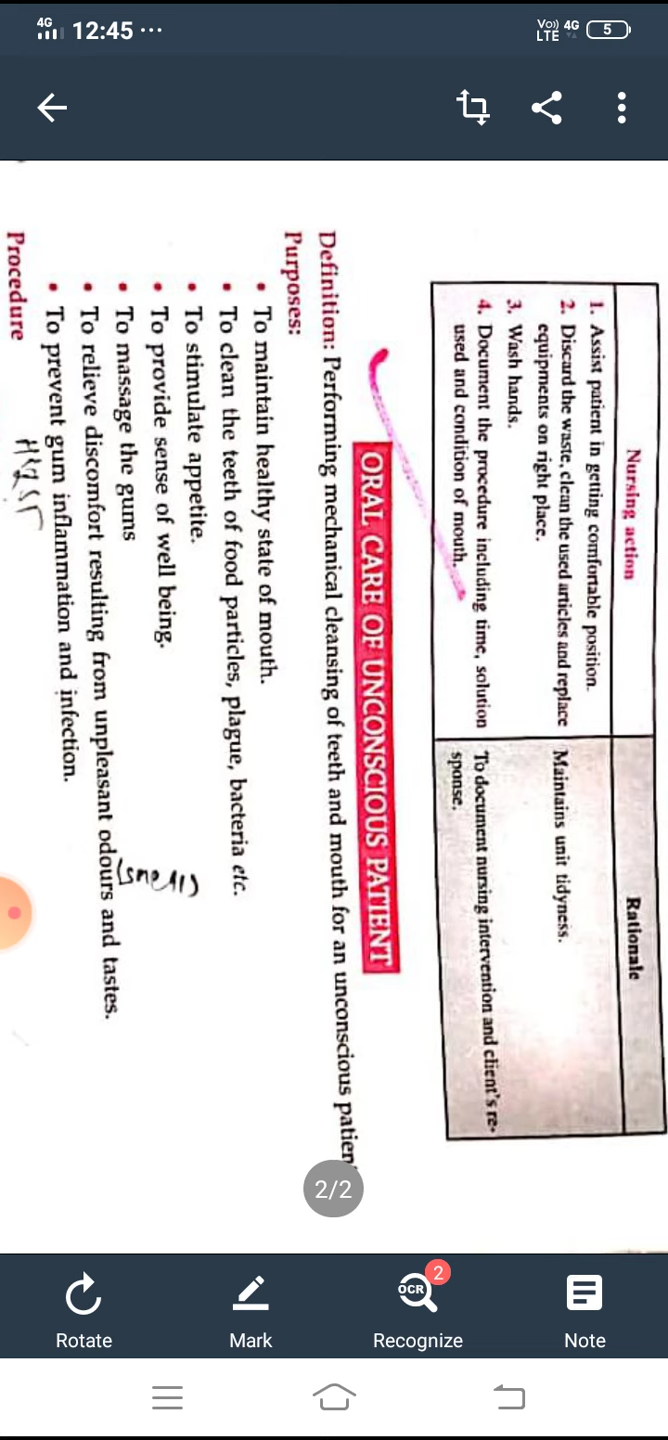 4G 12:45 ...
Vo)) LTE 4G 5
Nursing action Rationale
1. Assist patient in getting comfortable position.
2. Discard the waste, clean the used articles and replace Maintains unit tidyness.
equipments on right place.
3. Wash hands.
4. Document the procedure including time, solution To document nursing intervention and client's re-
used and condition of mouth. sponse.
ORAL CARE OF UNCONSCIOUS PATIENT
Definition: Performing mechanical cleansing of teeth and mouth for an unconscious patien
Purposes:
• To maintain healthy state of mouth.
• To clean the teeth of food particles, plague, bacteria etc.
• To stimulate appetite.
• To provide sense of well being.
• To massage the gums
(smell)
• To relieve discomfort resulting from unpleasant odours and tastes.
• To prevent gum inflammation and infection.
Procedure
2/2
OCR 2
Rotate Mark Recognize Note